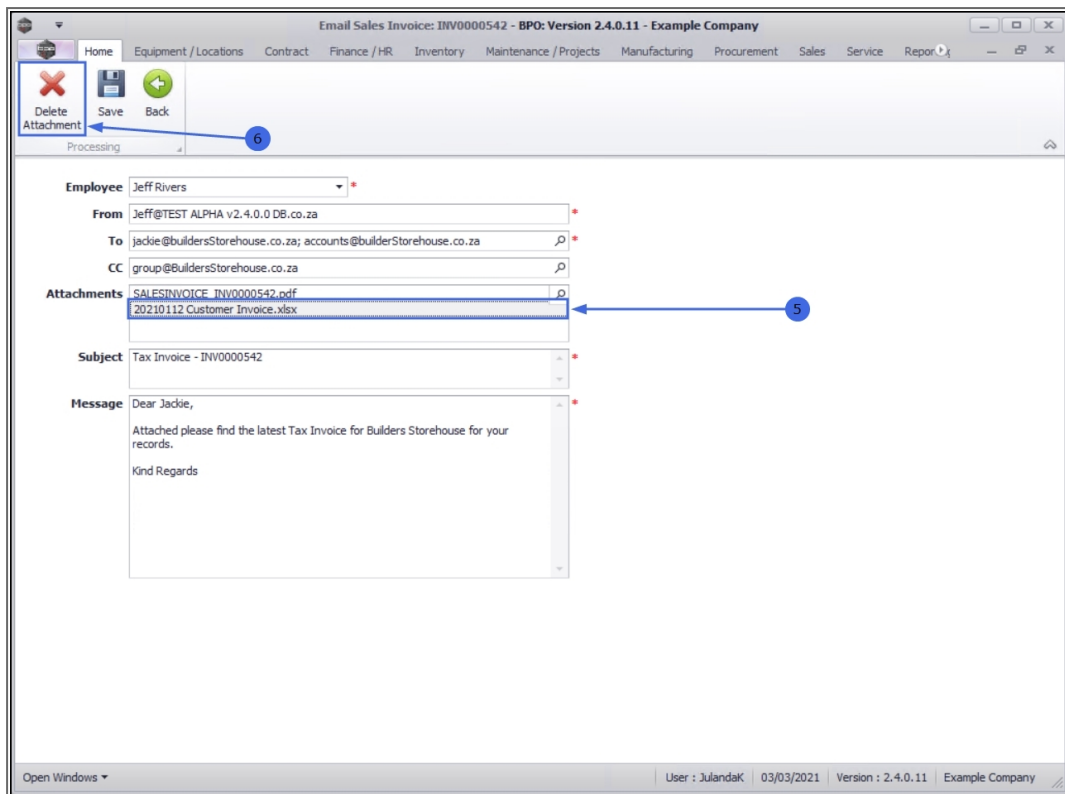 Email Sales Invoice: INV0000542 - BPO: Version 2.4.0.11 - Example Company
Home Equipment / Locations Contract Finance / HR Inventory Maintenance / Projects Manufacturing Procurement Sales Service Repor
Delete Attachment
Save
Back
6
Processing
Employee Jeff Rivers *
From Jeff@TEST ALPHA v2.4.0.0 DB.co.za *
To jackie@buildersStorehouse.co.za; accounts@builderStorehouse.co.za *
CC group@BuildersStorehouse.co.za
Attachments SALESINVOICE_INV0000542.pdf
20210112 Customer Invoice.xlsx
5
Subject Tax Invoice - INV0000542 *
Message Dear Jackie, *
Attached please find the latest Tax Invoice for Builders Storehouse for your
records.
Kind Regards
Open Windows User : JulandaK 03/03/2021 Version : 2.4.0.11 Example Company